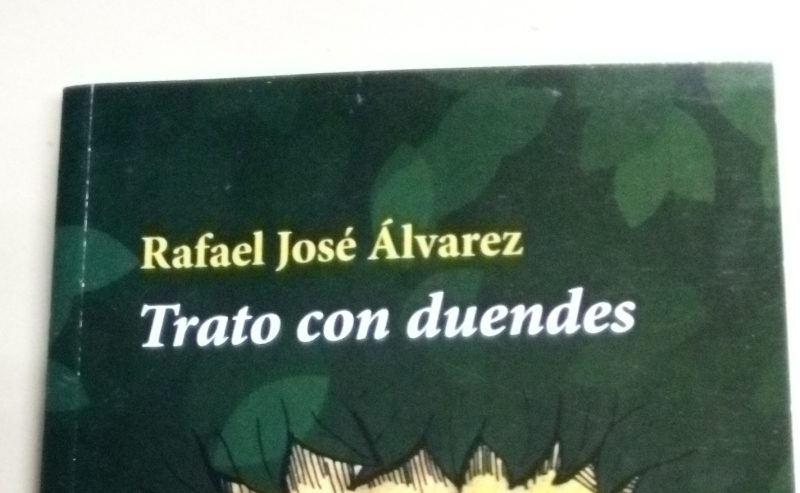 Rafael José Álvarez
Trato con duendes